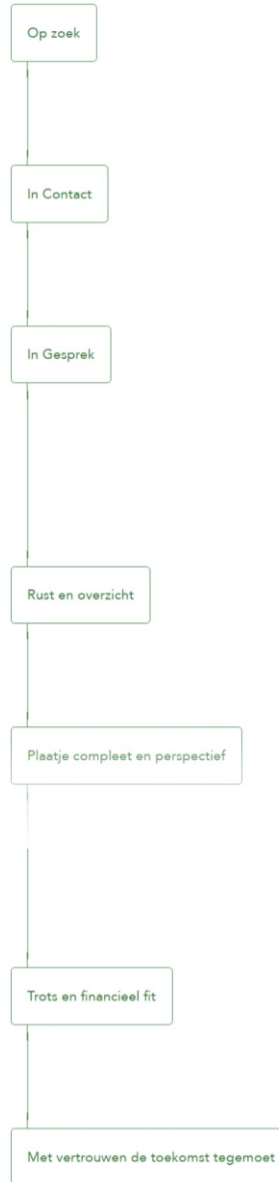 Op zoek
In Contact
In Gesprek
Rust en overzicht
Plaatje compleet en perspectief
Trots en financieel fit
Met vertrouwen de toekomst tegemoet